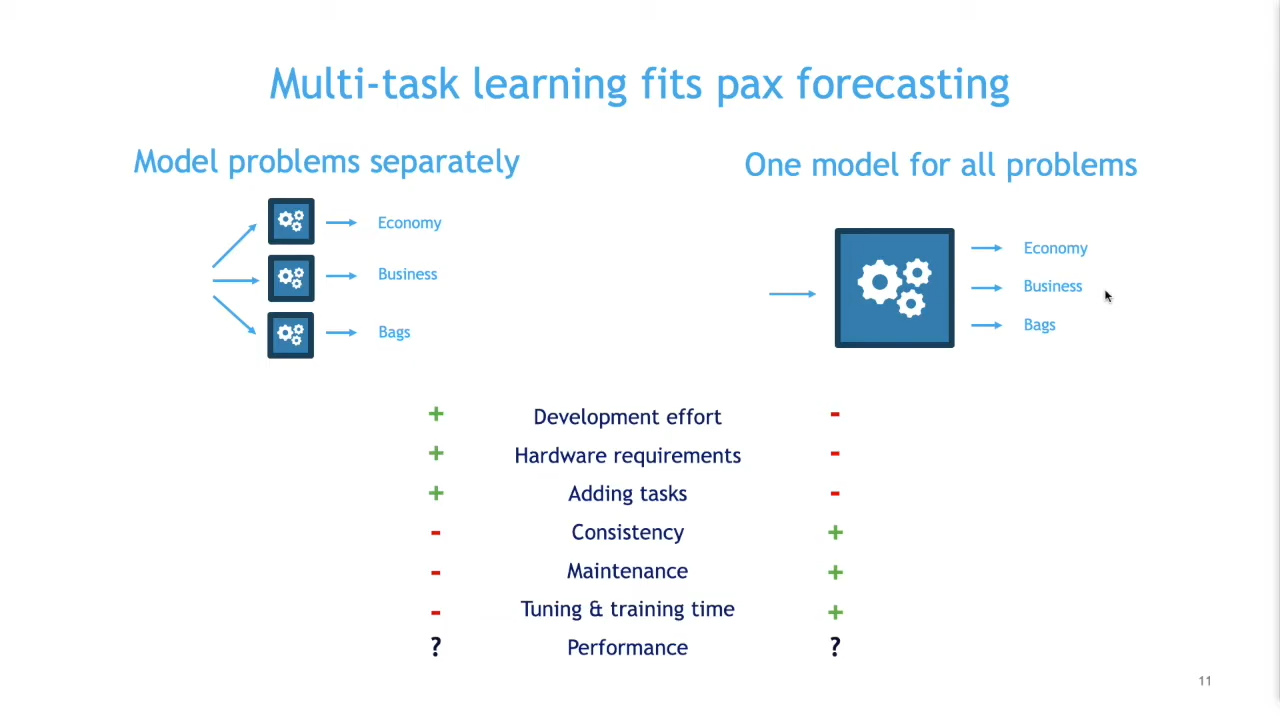 Multi-task learning fits pax forecasting
Model problems separately
Economy
Business
Bags
One model for all problems
Economy
Business
Bags
+ Development effort -
+ Hardware requirements -
+ Adding tasks -
- Consistency +
- Maintenance +
- Tuning & training time +
? Performance ?
11